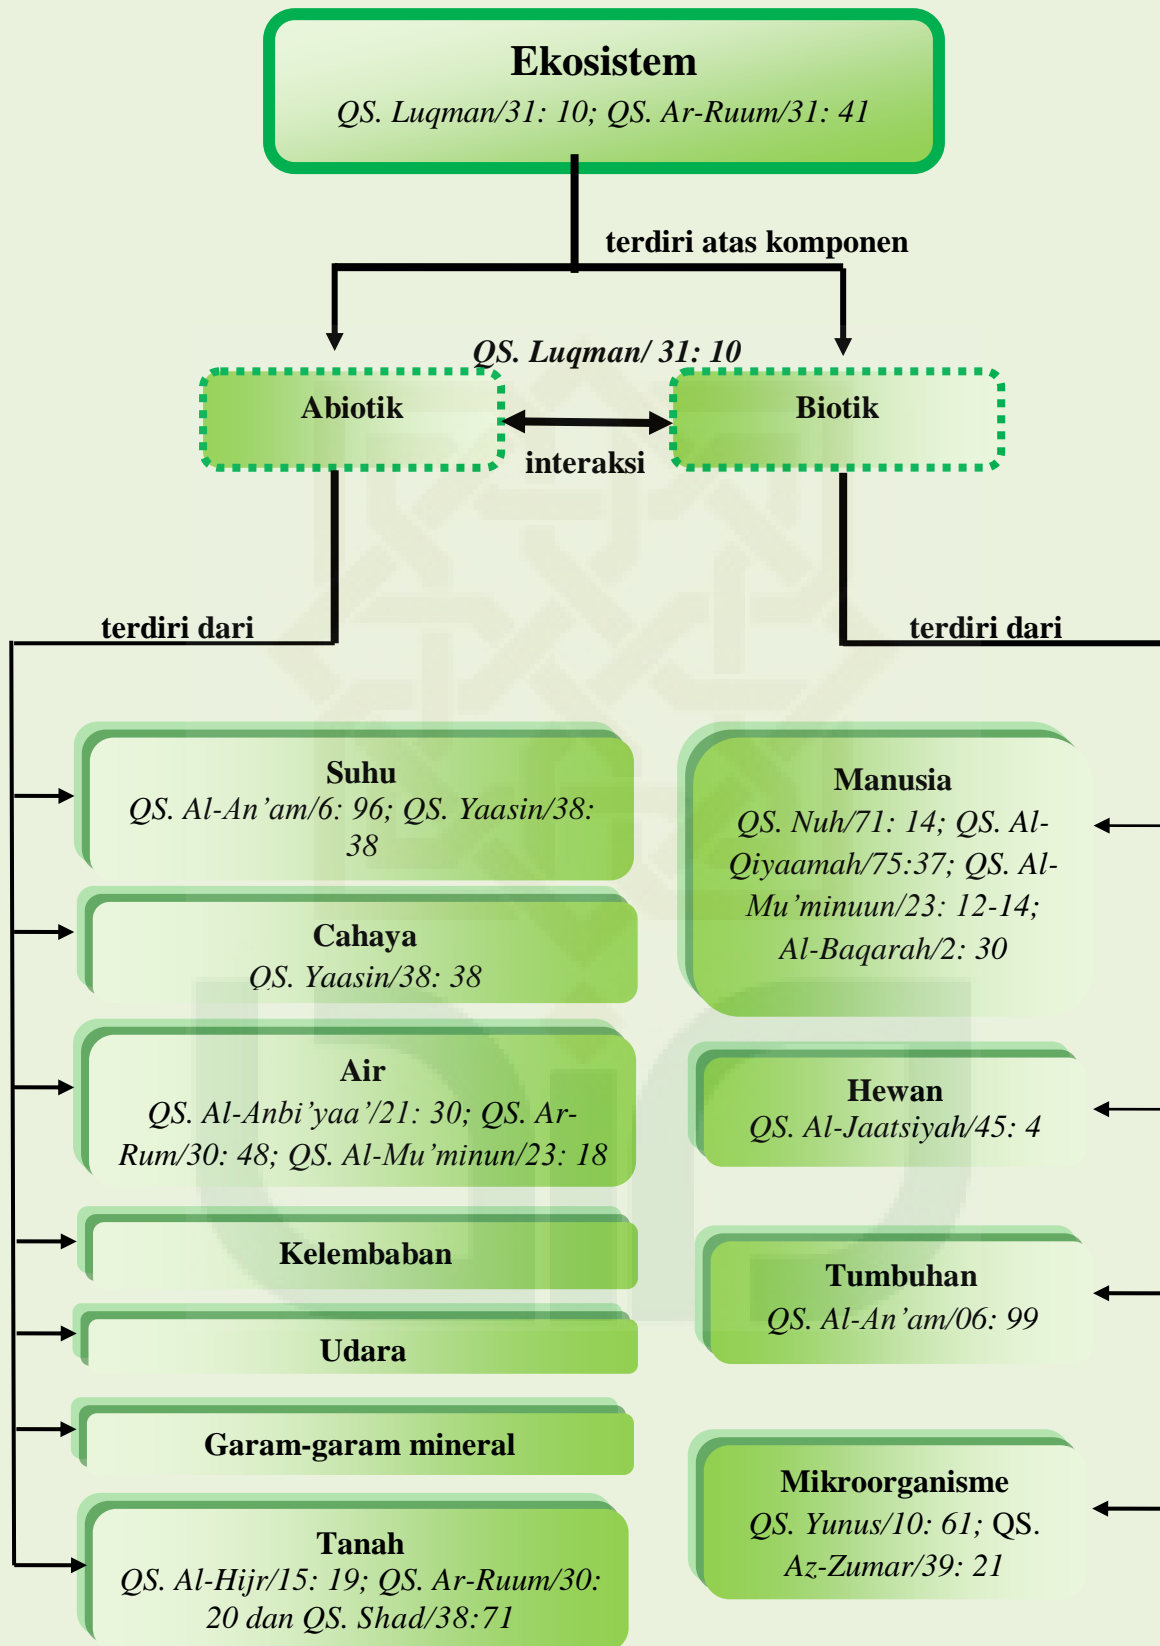 Ekosistem
QS. Luqman/31: 10; QS. Ar-Ruum/31: 41
terdiri atas komponen
QS. Luqman/ 31: 10
Abiotik
Biotik
interaksi
terdiri dari
terdiri dari
Suhu
QS. Al-An’am/6: 96; QS. Yaasin/38:
38
Cahaya
QS. Yaasin/38: 38
Air
QS. Al-Anbi’yaa’/21: 30; QS. Ar-
Rum/30: 48; QS. Al-Mu’minun/23: 18
Kelembaban
Udara
Garam-garam mineral
Tanah
QS. Al-Hijr/15: 19; QS. Ar-Ruum/30:
20 dan QS. Shad/38:71
Manusia
QS. Nuh/71: 14; QS. Al-
Qiyaamah/75:37; QS. Al-
Mu’minuun/23: 12-14;
Al-Baqarah/2: 30
Hewan
QS. Al-Jaatsiyah/45: 4
Tumbuhan
QS. Al-An’am/06: 99
Mikroorganisme
QS. Yunus/10: 61; QS.
Az-Zumar/39: 21